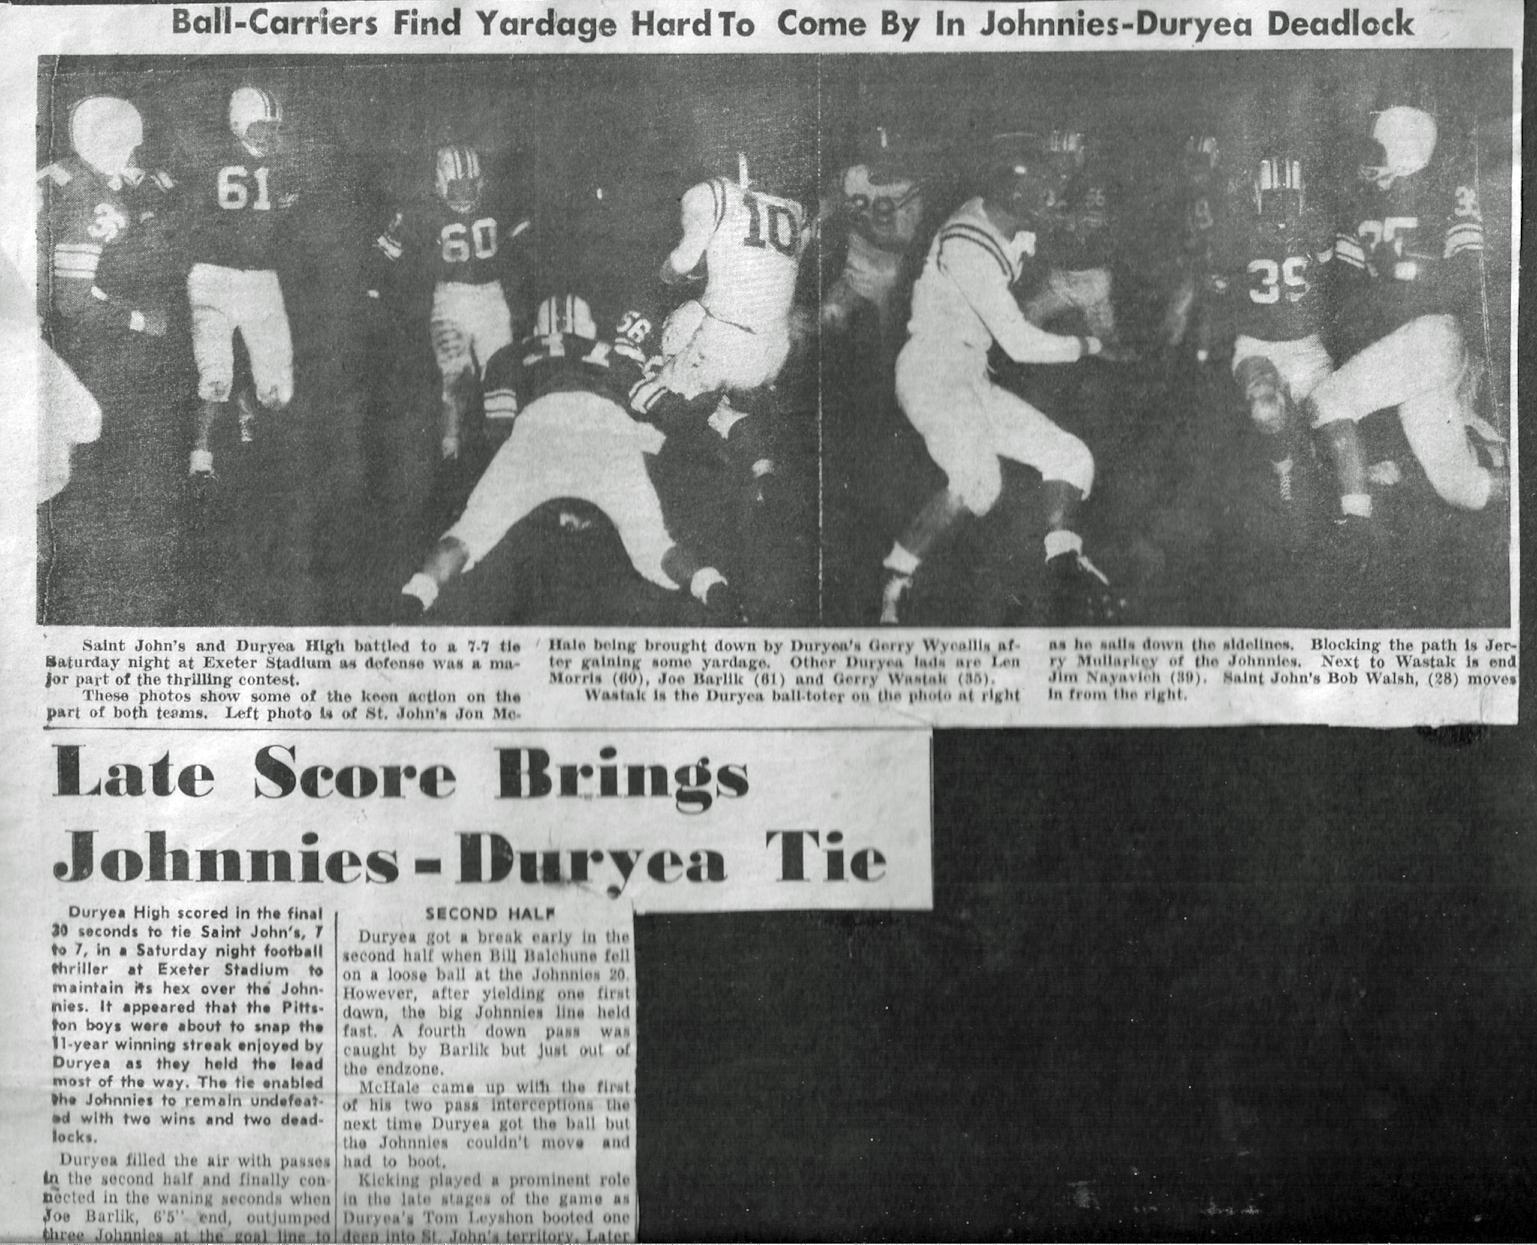 Ball-Carriers Find Yardage Hard To Come By In Johnnies-Duryea Deadlock
61
60
56
10
28
39
35
Saint John's and Duryea High battled to a 7-7 tie
Saturday night at Exeter Stadium as defense was a ma-
jor part of the thrilling contest.
These photos show some of the keen action on the
part of both teams. Left photo is of St. John's Jon Mc-
Hale being brought down by Duryea's Gerry Wycallis af-
ter gaining some yardage. Other Duryea lads are Len
Morris (60), Joe Barlik (61) and Gerry Wastak (35).
Wastak is the Duryea ball-toter on the photo at right
as he sails down the sidelines. Blocking the path is Jer-
ry Mullarkey of the Johnnies. Next to Wastak is end
Jim Nayavich (39). Saint John's Bob Walsh, (28) moves
in from the right.
Late Score Brings
Johnnies-Duryea Tie
Duryea High scored in the final
30 seconds to tie Saint John's, 7
to 7, in a Saturday night football
thriller at Exeter Stadium to
maintain its hex over the John-
nies. It appeared that the Pitts-
ton boys were about to snap the
11-year winning streak enjoyed by
Duryea as they held the lead
most of the way. The tie enabled
the Johnnies to remain undefeat-
ed with two wins and two dead-
locks.
Duryea filled the air with passes
in the second half and finally con-
nected in the waning seconds when
Joe Barlik, 6'5" end, outjumped
three Johnnies at the goal line to
SECOND HALF
Duryea got a break early in the
second half when Bill Balchune fell
on a loose ball at the Johnnies 20.
However, after yielding one first
down, the big Johnnies line held
fast. A fourth down pass was
caught by Barlik but just out of
the endzone.
McHale came up with the first
of his two pass interceptions the
next time Duryea got the ball but
the Johnnies couldn't move and
had to boot.
Kicking played a prominent role
in the late stages of the game as
Duryea's Tom Leyshon booted one
deep into St. John's territory. Later